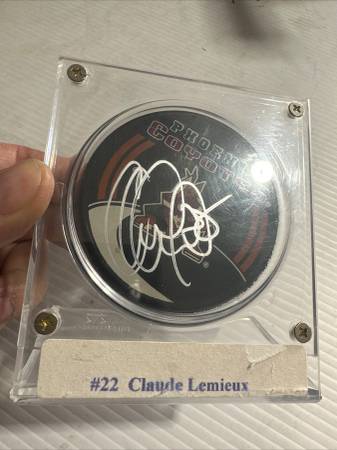 PHOENIX
COYOTES
#22 Claude Lemieux